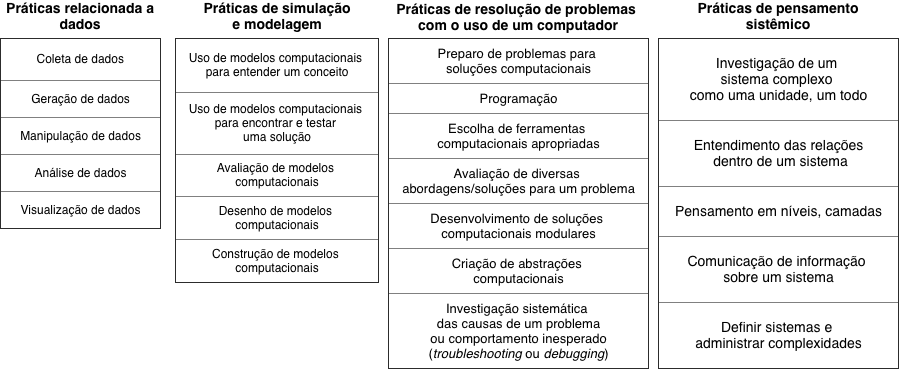 Práticas relacionada a
dados
Coleta de dados
Geração de dados
Manipulação de dados
Análise de dados
Visualização de dados
Práticas de simulação
e modelagem
Uso de modelos computacionais
para entender um conceito
Uso de modelos computacionais
para encontrar e testar
uma solução
Avaliação de modelos
computacionais
Desenho de modelos
computacionais
Construção de modelos
computacionais
Práticas de resolução de problemas
com o uso de um computador
Preparo de problemas para
soluções computacionais
Programação
Escolha de ferramentas
computacionais apropriadas
Avaliação de diversas
abordagens/soluções para um problema
Desenvolvimento de soluções
computacionais modulares
Criação de abstrações
computacionais
Investigação sistemática
das causas de um problema
ou comportamento inesperado
(troubleshooting ou debugging)
Práticas de pensamento
sistêmico
Investigação de um
sistema complexo
como uma unidade, um todo
Entendimento das relações
dentro de um sistema
Pensamento em níveis, camadas
Comunicação de informação
sobre um sistema
Definir sistemas e
administrar complexidades